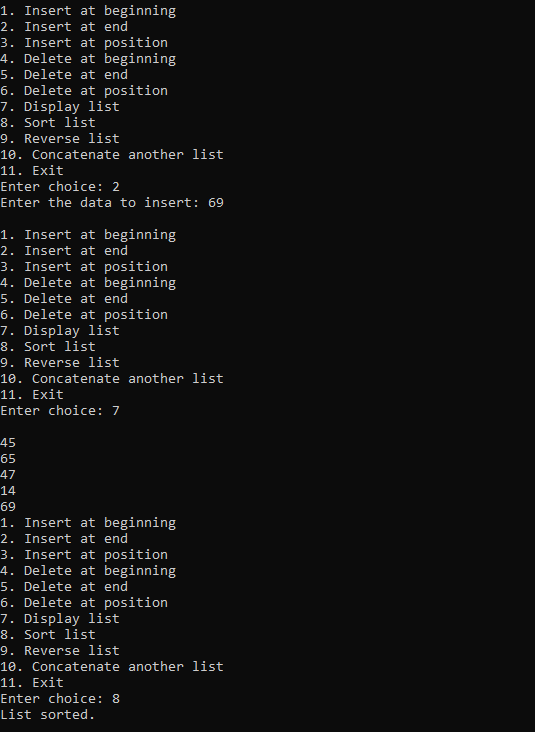 1. Insert at beginning
2. Insert at end
3. Insert at position
4. Delete at beginning
5. Delete at end
6. Delete at position
7. Display list
8. Sort list
9. Reverse list
10. Concatenate another list
11. Exit
Enter choice: 2
Enter the data to insert: 69

1. Insert at beginning
2. Insert at end
3. Insert at position
4. Delete at beginning
5. Delete at end
6. Delete at position
7. Display list
8. Sort list
9. Reverse list
10. Concatenate another list
11. Exit
Enter choice: 7

45
65
47
14
69
1. Insert at beginning
2. Insert at end
3. Insert at position
4. Delete at beginning
5. Delete at end
6. Delete at position
7. Display list
8. Sort list
9. Reverse list
10. Concatenate another list
11. Exit
Enter choice: 8
List sorted.